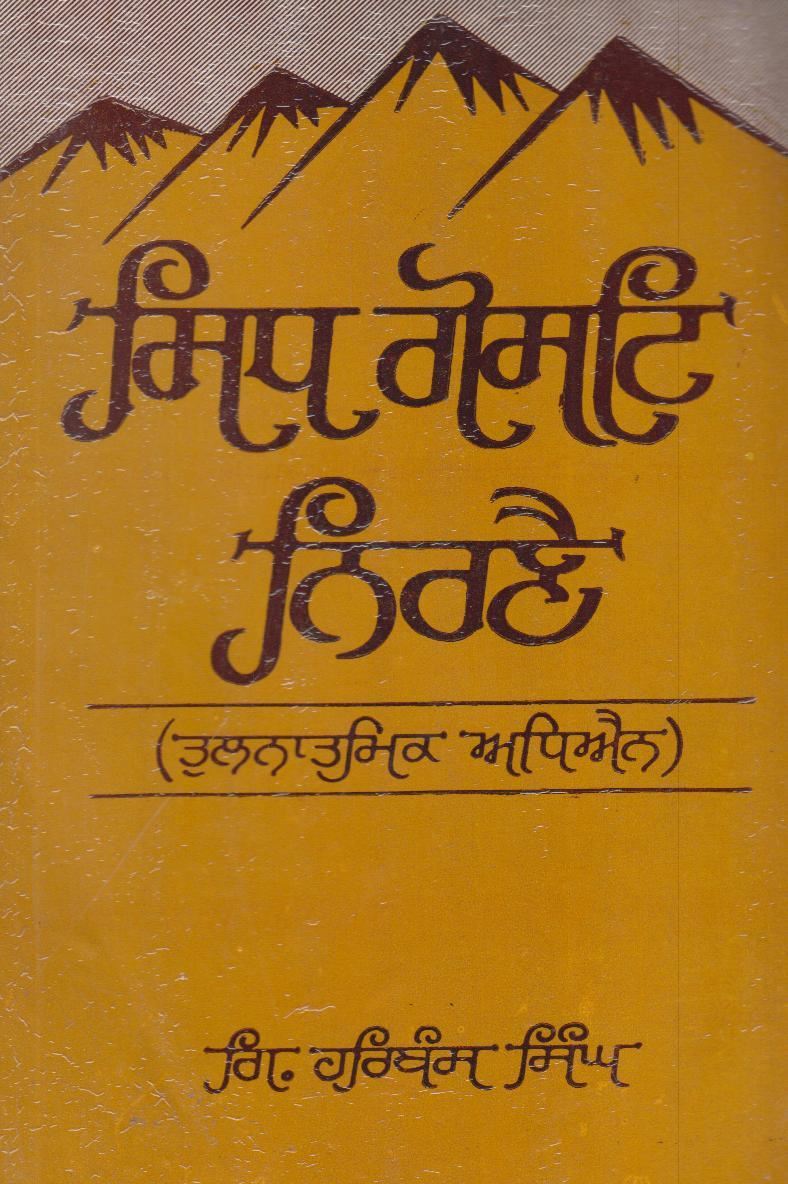 ਸਿਧ ਗੋਸਟਿ
ਨਿਰਣੈ
(ਤੁਲਨਾਤਮਿਕ ਅਧਿਐਨ)
ਗਿ. ਹਰਿਬੰਸ ਸਿੰਘ